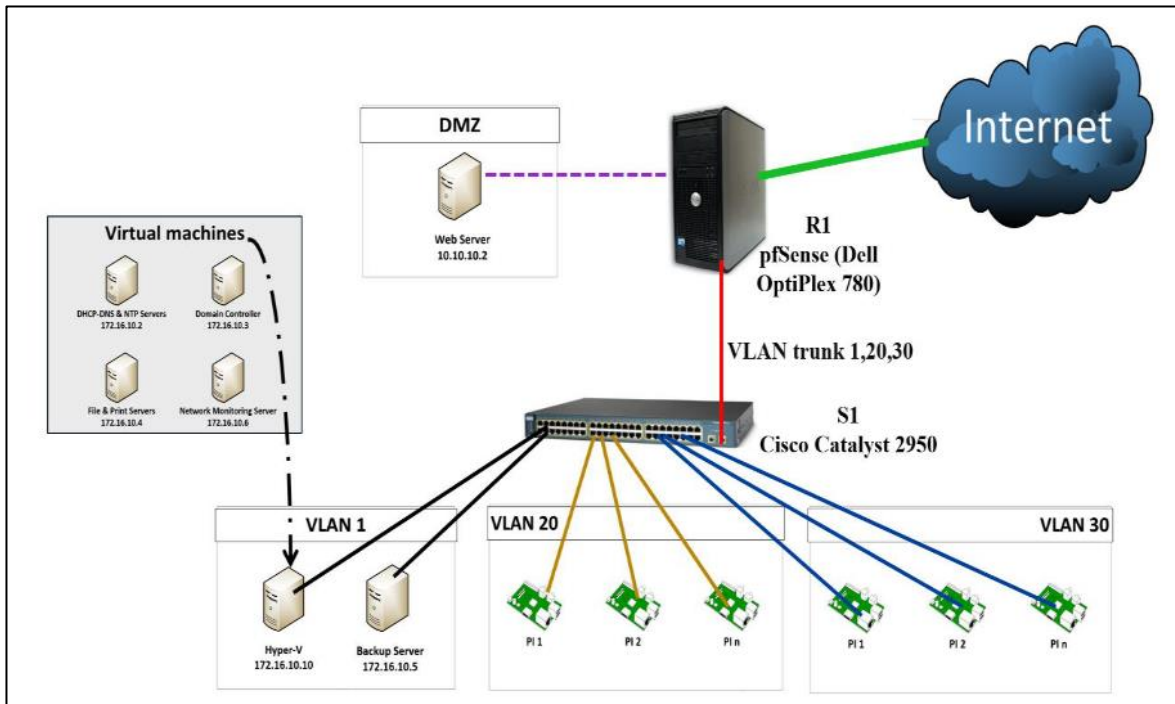 DMZ
Web Server
10.10.10.2
Internet
R1
pfSense (Dell
OptiPlex 780)
Virtual machines
DHCP-DNS & NTP Servers
172.16.10.2
Domain Controller
172.16.10.3
File & Print Servers
172.16.10.4
Network Monitoring Server
172.16.10.6
VLAN trunk 1,20,30
S1
Cisco Catalyst 2950
VLAN 1
Hyper-V
172.16.10.10
Backup Server
172.16.10.5
VLAN 20
PI 1
PI 2
PI n
VLAN 30
PI 1
PI 2
PI n